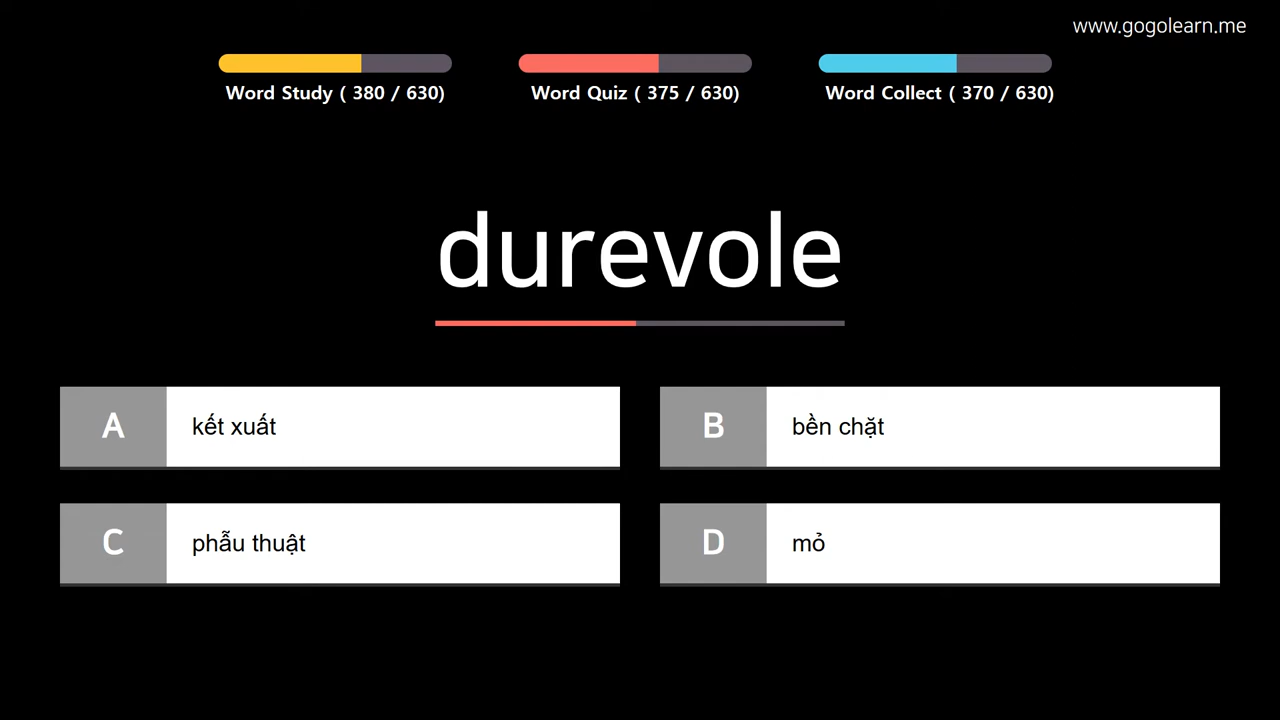 www.gogolearn.me
Word Study ( 380 / 630)
Word Quiz ( 375 / 630)
Word Collect ( 370 / 630)
durevole
A kết xuất
B bền chặt
C phẫu thuật
D mỏ